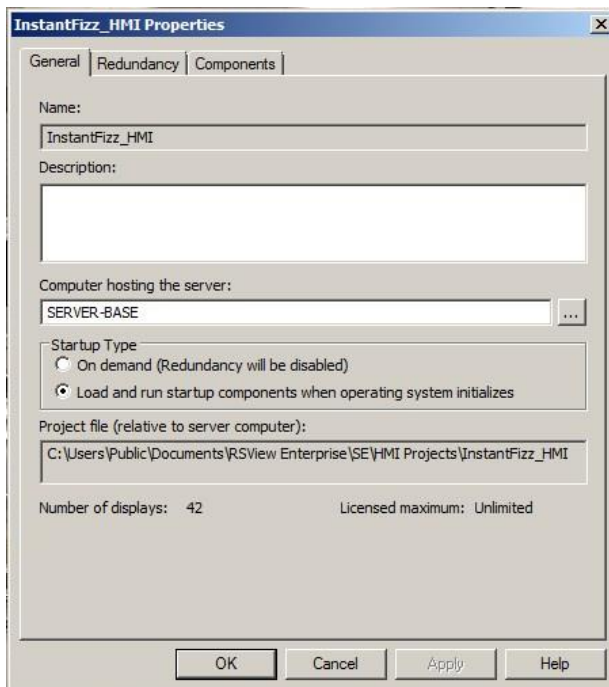 InstantFizz_HMI Properties
General Redundancy Components
Name:
InstantFizz_HMI
Description:
Computer hosting the server:
SERVER-BASE ...
Startup Type
On demand (Redundancy will be disabled)
Load and run startup components when operating system initializes
Project file (relative to server computer):
C:\Users\Public\Documents\RSView Enterprise\SE\HMI Projects\InstantFizz_HMI
Number of displays: 42 Licensed maximum: Unlimited
OK Cancel Apply Help